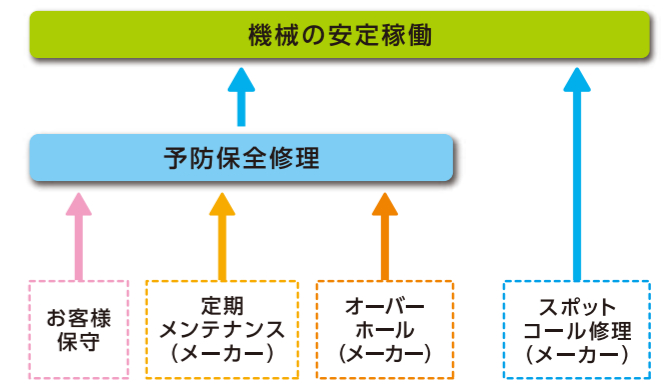 機械の安定稼働
予防保全修理
お客様
保守
定期
メンテナンス
（メーカー）
オーバー
ホール
（メーカー）
スポット
コール修理
（メーカー）